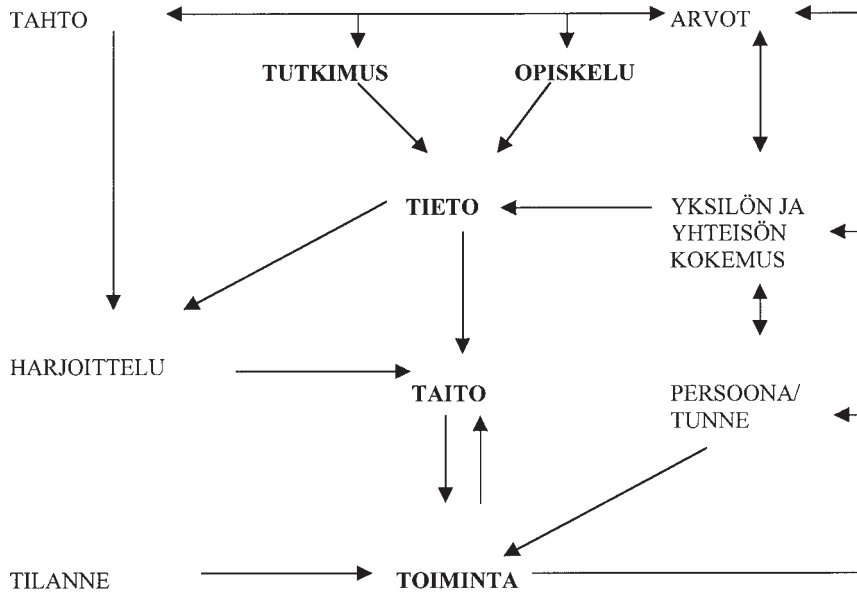 TAHTO
ARVOT
TUTKIMUS
OPISKELU
TIETO
YKSILÖN JA
YHTEISÖN
KOKEMUS
HARJOITTELU
TAITO
PERSOONA/
TUNNE
TILANNE
TOIMINTA